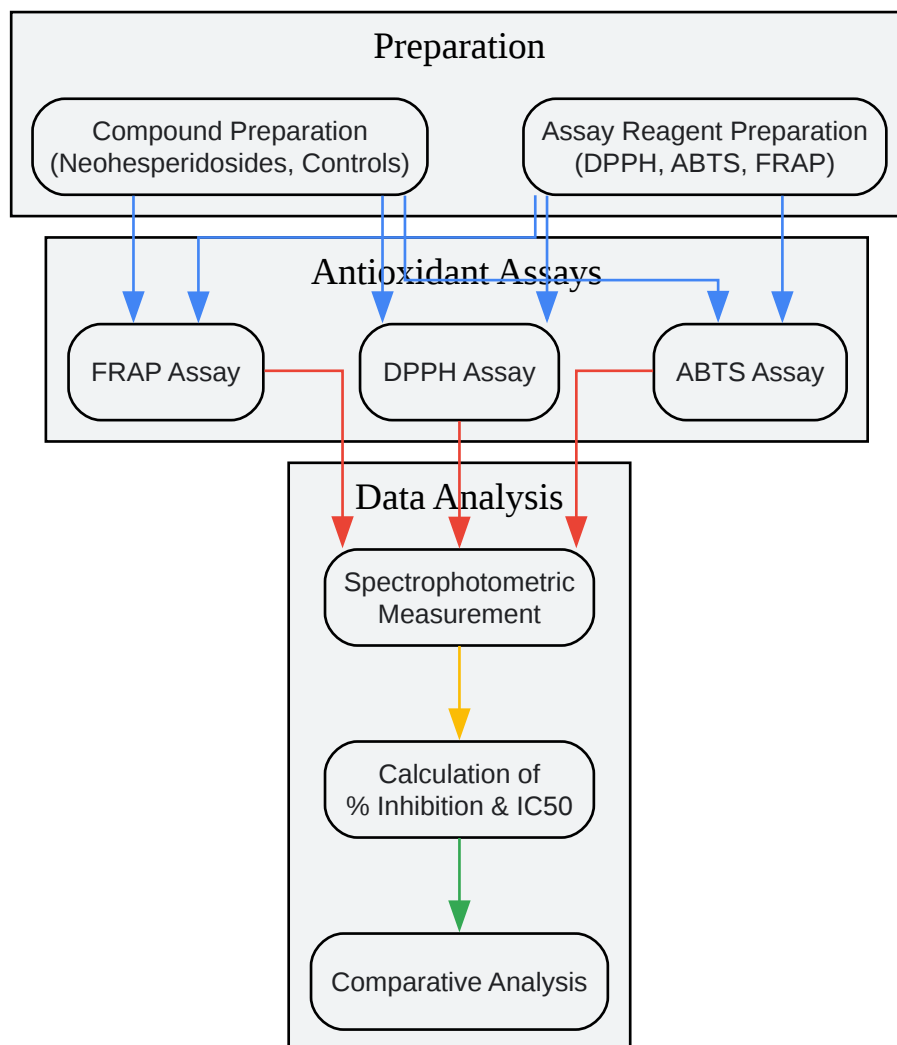 Preparation
Compound Preparation
(Neohesperidosides, Controls)
Assay Reagent Preparation
(DPPH, ABTS, FRAP)
Antioxidant Assays
FRAP Assay
DPPH Assay
ABTS Assay
Data Analysis
Spectrophotometric
Measurement
Calculation of
% Inhibition & IC50
Comparative Analysis